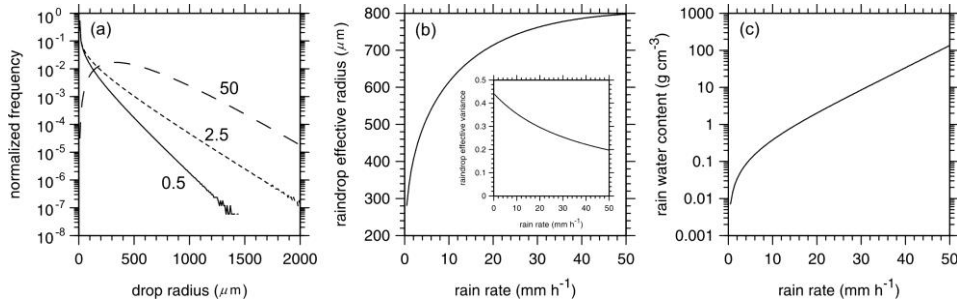 (a)
normalized frequency
10^0
10^-1
10^-2
10^-3
10^-4
10^-5
10^-6
10^-7
10^-8
50
2.5
0.5
0 500 1000 1500 2000
drop radius (μm)
(b)
raindrop effective radius (μm)
800
700
600
500
400
300
200
raindrop effective variance
0.5
0.4
0.3
0.2
0.1
0
0 10 20 30 40 50
rain rate (mm h^-1)
0 10 20 30 40 50
rain rate (mm h^-1)
(c)
rain water content (g cm^-3)
1000
100
10
1
0.1
0.01
0.001
0 10 20 30 40 50
rain rate (mm h^-1)